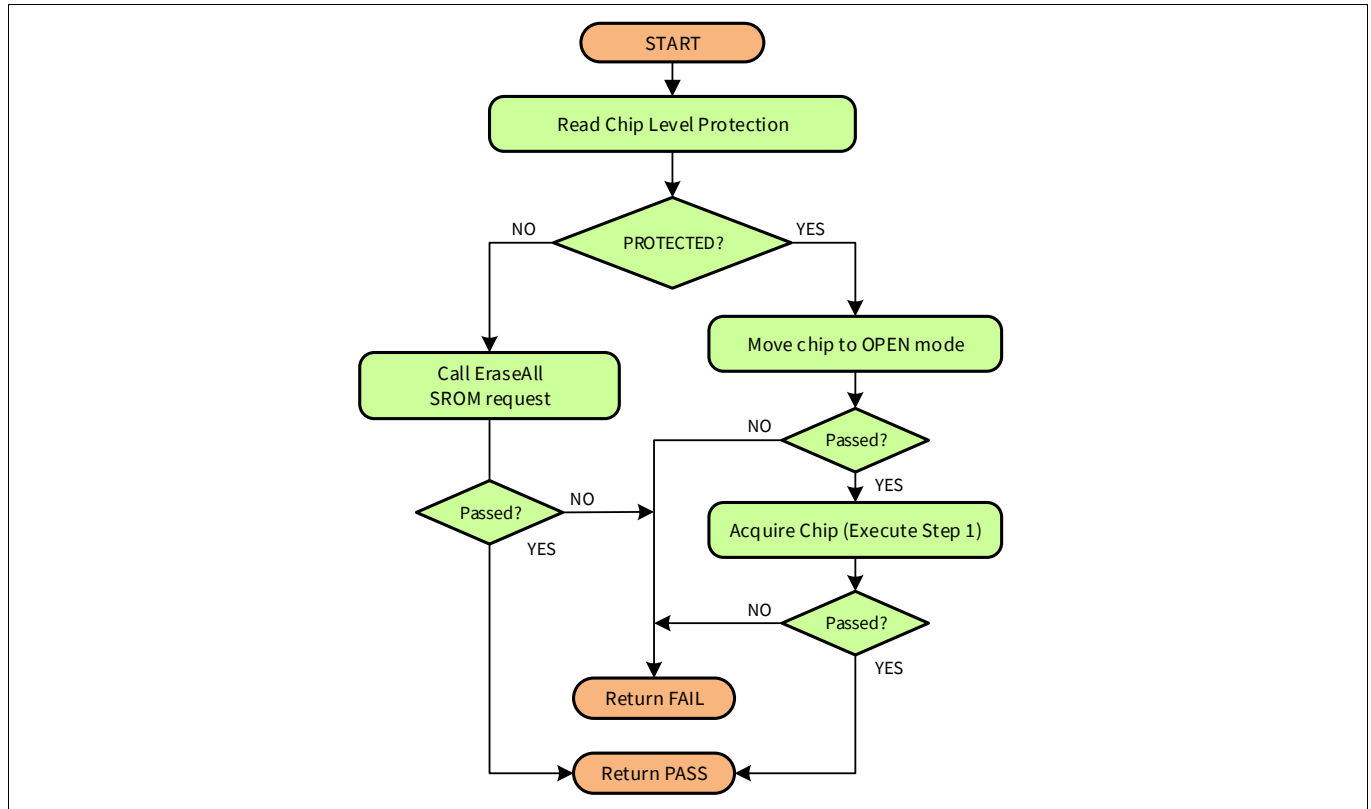 START
Read Chip Level Protection
NO
YES
PROTECTED?
Move chip to OPEN mode
Call EraseAll
SROM request
NO
Passed?
YES
NO
Passed?
YES
Acquire Chip (Execute Step 1)
NO
Passed?
YES
Return FAIL
Return PASS